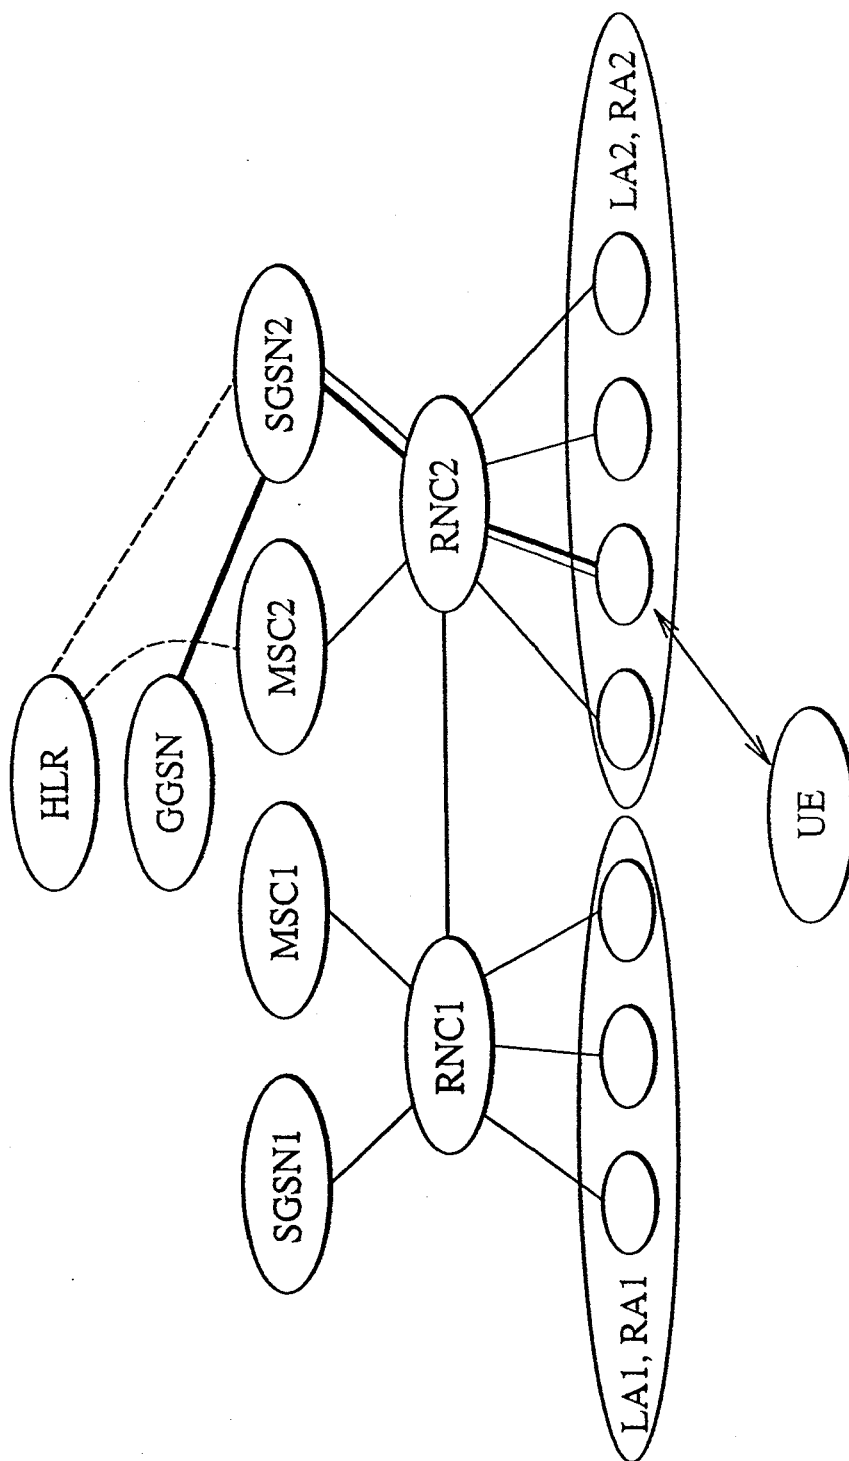 HLR
GGSN
SGSN1
MSC1
MSC2
SGSN2
RNC1
RNC2
LA1, RA1
LA2, RA2
UE